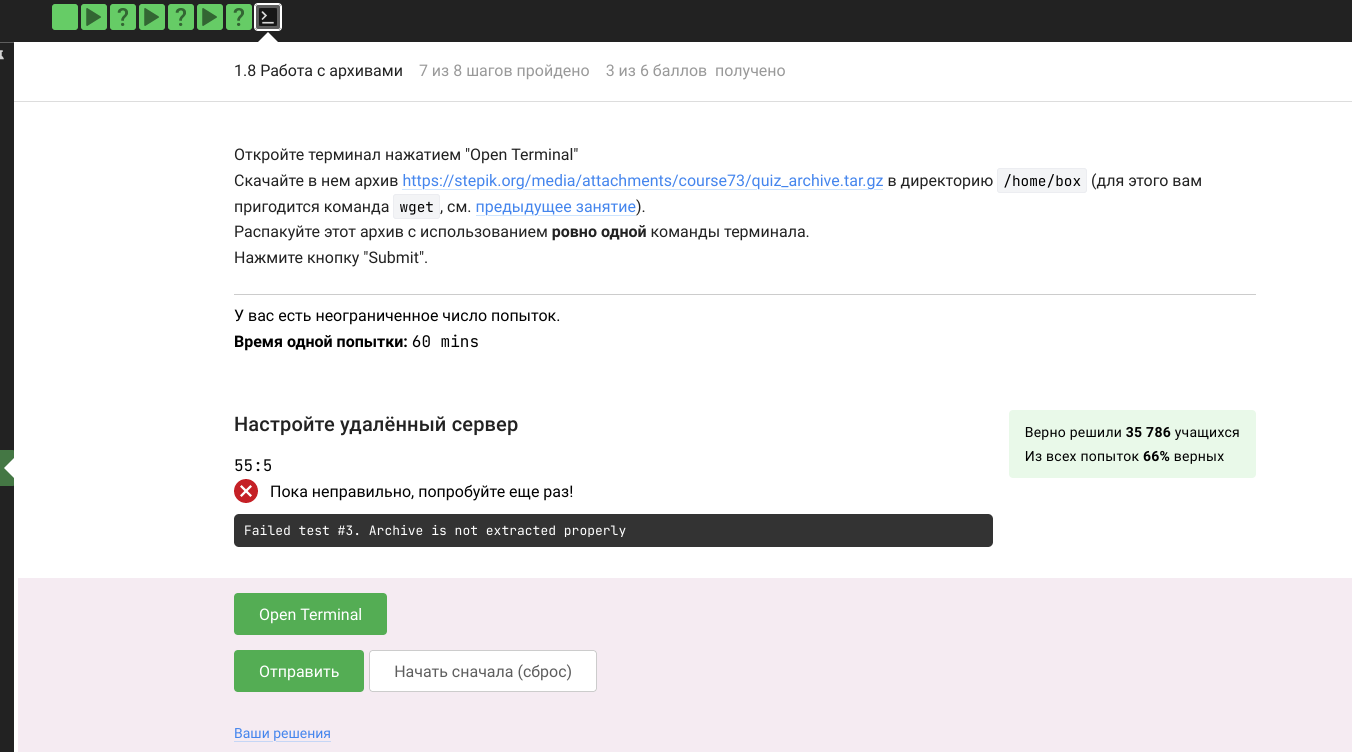 1.8 Работа с архивами 7 из 8 шагов пройдено 3 из 6 баллов получено
Откройте терминал нажатием "Open Terminal"
Скачайте в нем архив https://stepik.org/media/attachments/course73/quiz_archive.tar.gz в директорию /home/box (для этого вам
пригодится команда wget, см. предыдущее занятие).
Распакуйте этот архив с использованием ровно одной команды терминала.
Нажмите кнопку "Submit".
У вас есть неограниченное число попыток.
Время одной попытки: 60 mins
Настройте удалённый сервер
Верно решили 35 786 учащихся
Из всех попыток 66% верных
55:5
Пока неправильно, попробуйте еще раз!
Failed test #3. Archive is not extracted properly
Open Terminal
Отправить Начать сначала (сброс)
Ваши решения